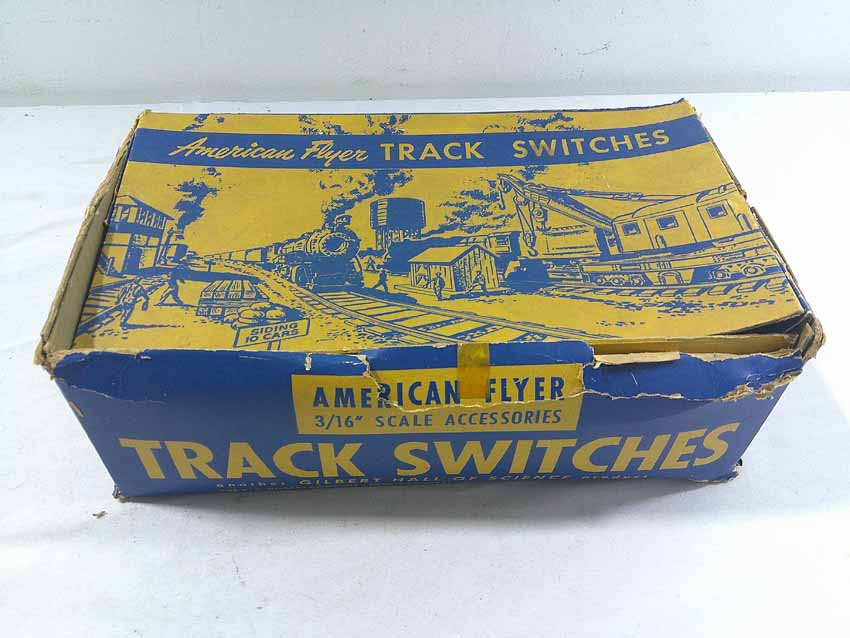 American Flyer TRACK SWITCHES
SIDING
10 CARS
AMERICAN FLYER
3/16" SCALE ACCESSORIES
TRACK SWITCHES
another GILBERT HALL OF SCIENCE product